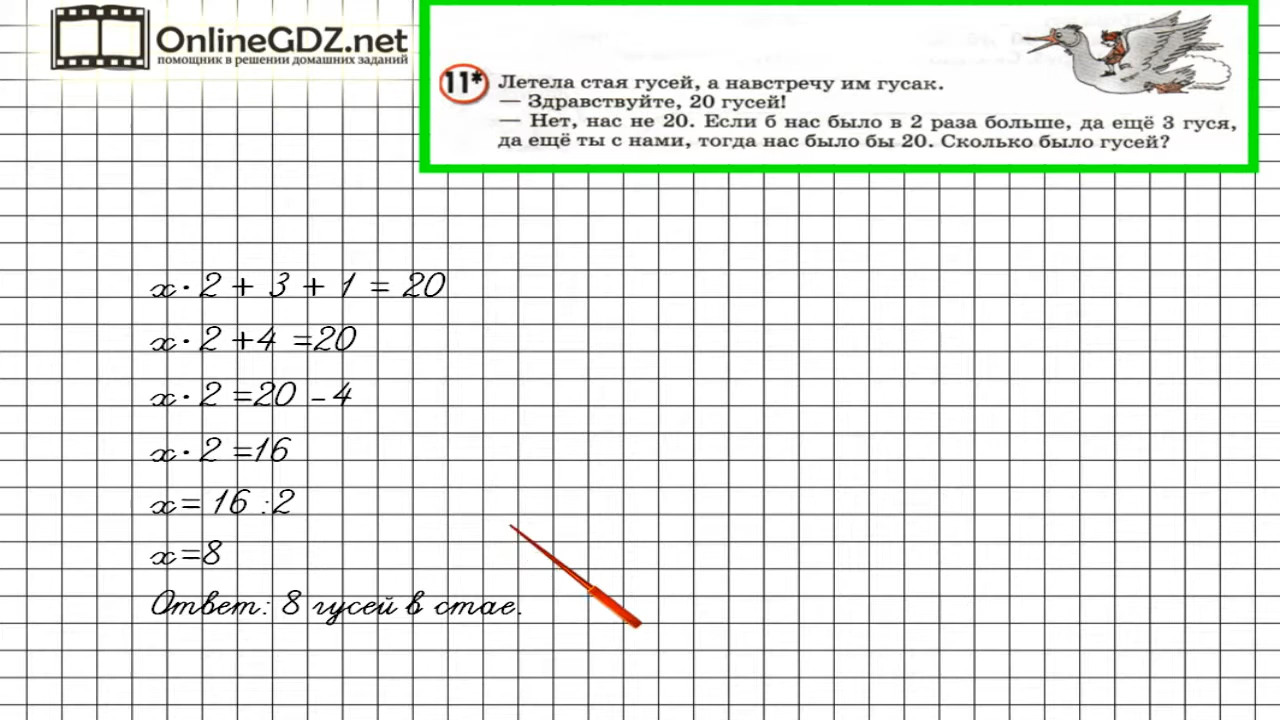 OnlineGDZ.net
помощник в решении домашних заданий
11* Летела стая гусей, а навстречу им гусак.
— Здравствуйте, 20 гусей!
— Нет, нас не 20. Если б нас было в 2 раза больше, да ещё 3 гуся,
да ещё ты с нами, тогда нас было бы 20. Сколько было гусей?
x · 2 + 3 + 1 = 20
x · 2 +4 =20
x · 2 =20 - 4
x · 2 =16
x= 16 :2
x=8
Ответ: 8 гусей в стае.